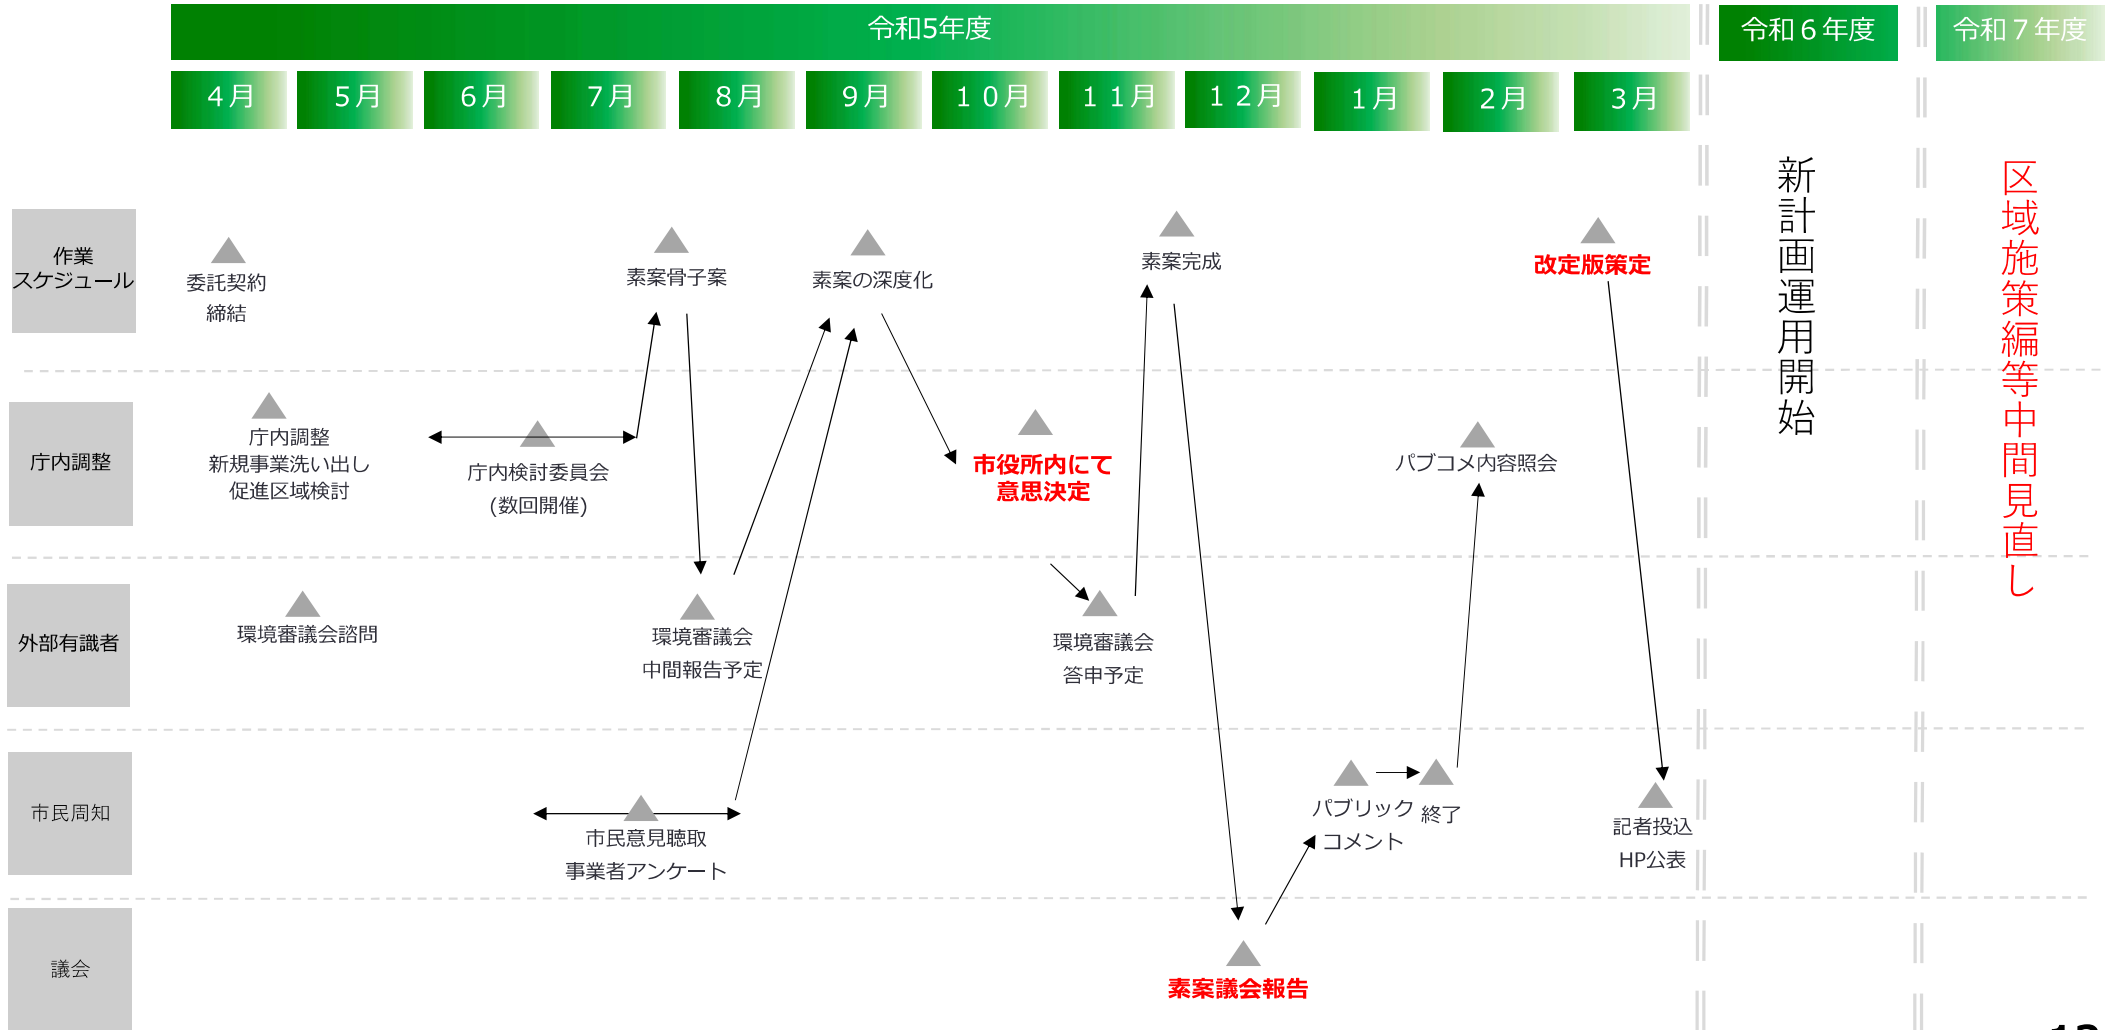 令和5年度
令和６年度
令和７年度
４月
５月
６月
７月
８月
９月
１０月
１１月
１２月
１月
２月
３月
新計画運用開始
区域施策編等中間見直し
作業
スケジュール
委託契約
締結
素案骨子案
素案の深度化
素案完成
改定版策定
庁内調整
庁内調整
新規事業洗い出し
促進区域検討
庁内検討委員会
(数回開催)
市役所内にて
意思決定
パブコメ内容照会
外部有識者
環境審議会諮問
環境審議会
中間報告予定
環境審議会
答申予定
市民周知
市民意見聴取
事業者アンケート
パブリック
コメント
終了
記者投込
HP公表
議会
素案議会報告